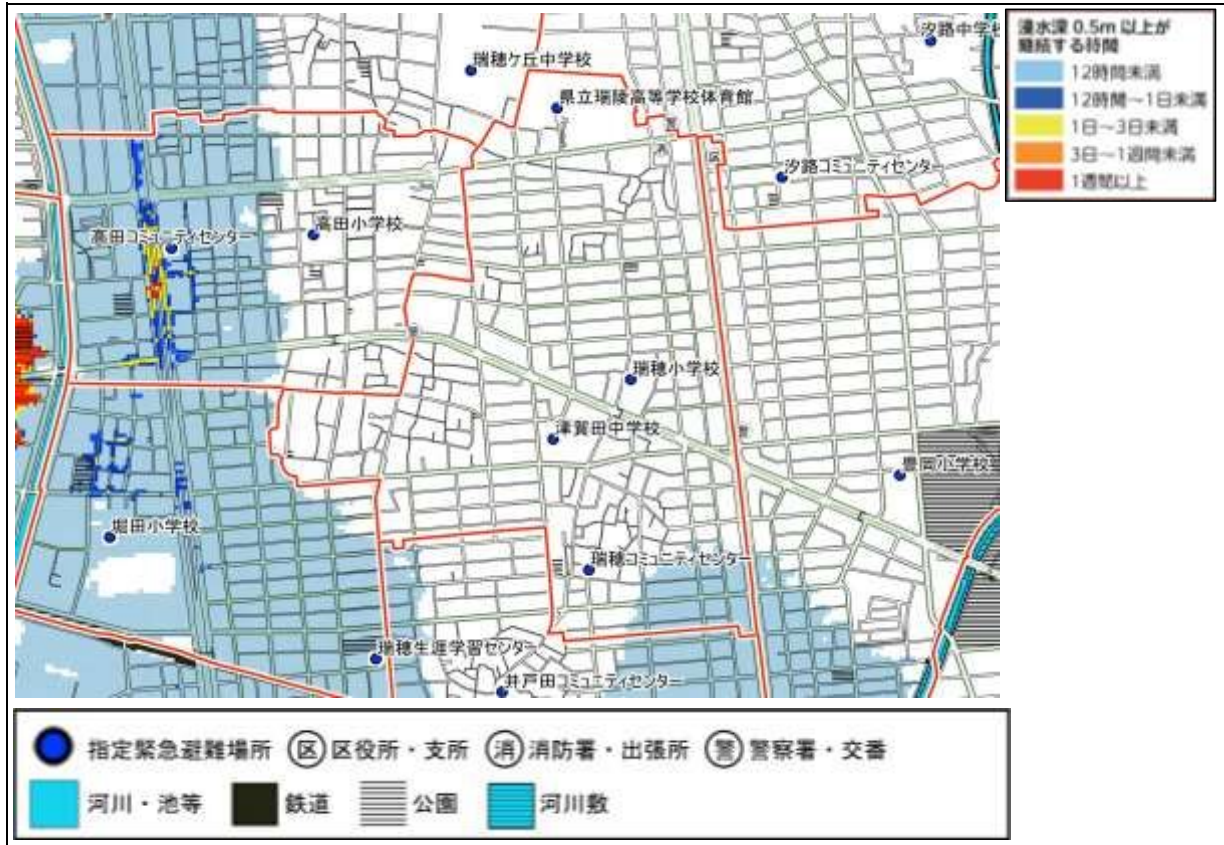 汐路中学校
瑞穂ケ丘中学校
県立瑞陵高等学校体育館
汐路コミュニティセンター
高田小学校
高田コミュニティセンター
瑞穂小学校
津賀田中学校
豊岡小学校
堀田小学校
瑞穂コミュニティセンター
瑞穂生涯学習センター
井戸田コミュニティセンター
浸水深 0.5m 以上が
継続する時間
12時間未満
12時間～1日未満
1日～3日未満
3日～1週間未満
1週間以上
指定緊急避難場所 区 区役所・支所 消 消防署・出張所 警 警察署・交番
河川・池等 鉄道 公園 河川敷